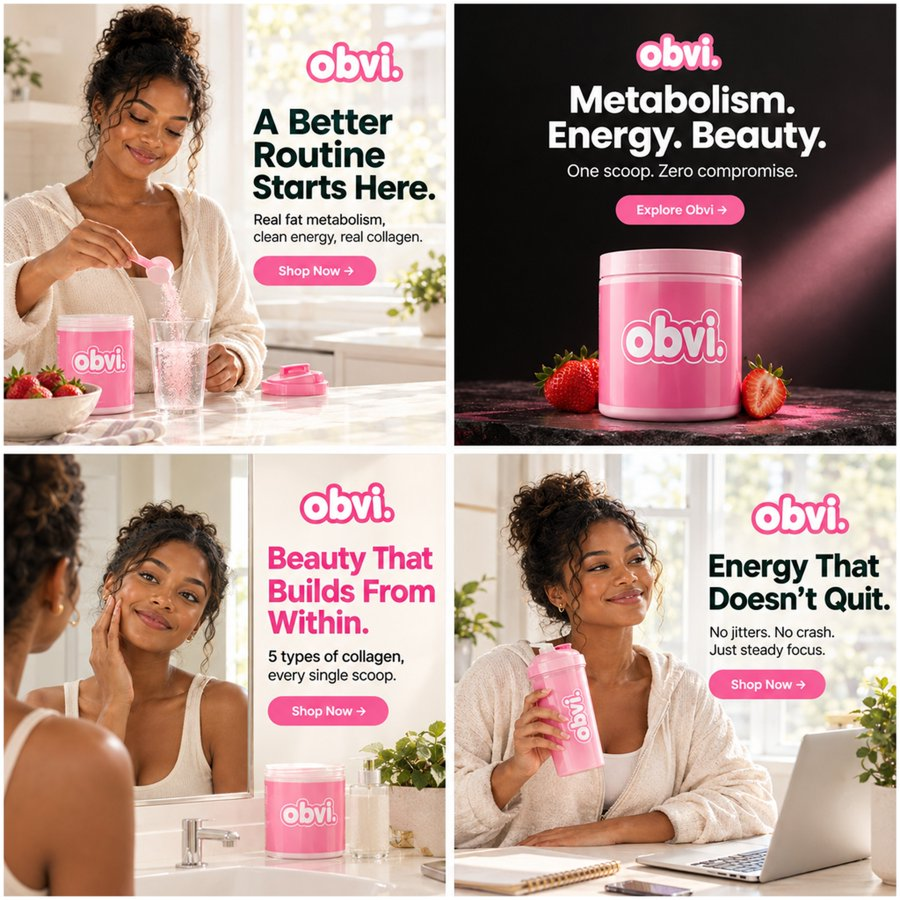 obvi.
A Better
Routine
Starts Here.
Real fat metabolism,
clean energy, real collagen.
Shop Now →
obvi.
obvi.
Metabolism.
Energy. Beauty.
One scoop. Zero compromise.
Explore Obvi →
obvi.
obvi.
Beauty That
Builds From
Within.
5 types of collagen,
every single scoop.
Shop Now →
obvi.
obvi.
Energy That
Doesn’t Quit.
No jitters. No crash.
Just steady focus.
Shop Now →
obvi.